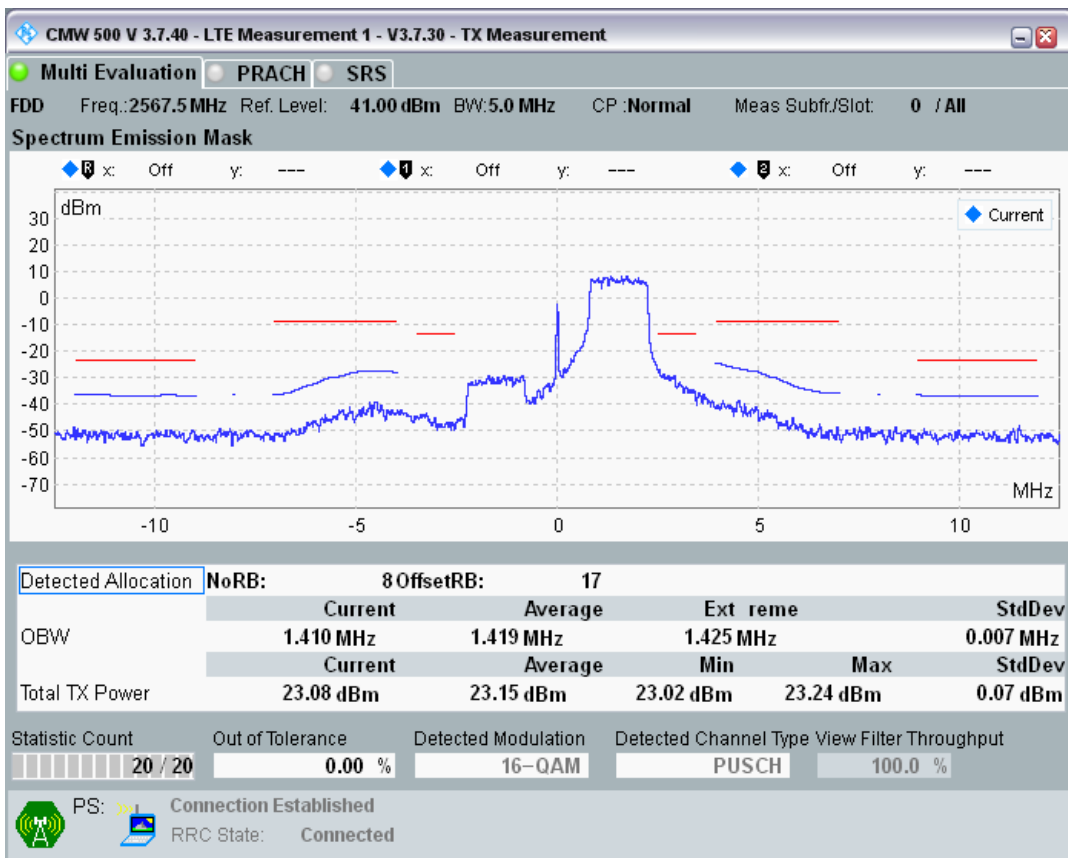 CMW 500 V 3.7.40 - LTE Measurement 1 - V3.7.30 - TX Measurement
Multi Evaluation PRACH SRS
FDD Freq.:2567.5 MHz Ref. Level: 41.00 dBm BW:5.0 MHz CP :Normal Meas Subfr./Slot: 0 / All
Spectrum Emission Mask
R x: Off y: --- 1 x: Off y: --- 2 x: Off y: ---
dBm
Current
30
20
10
0
-10
-20
-30
-40
-50
-60
-70
MHz
-10 -5 0 5 10
Detected Allocation NoRB: 8 OffsetRB: 17
Current Average Ext reme StdDev
OBW 1.410 MHz 1.419 MHz 1.425 MHz 0.007 MHz
Current Average Min Max StdDev
Total TX Power 23.08 dBm 23.15 dBm 23.02 dBm 23.24 dBm 0.07 dBm
Statistic Count Out of Tolerance Detected Modulation Detected Channel Type View Filter Throughput
20 / 20 0.00 % 16-QAM PUSCH 100.0 %
PS: Connection Established
RRC State: Connected